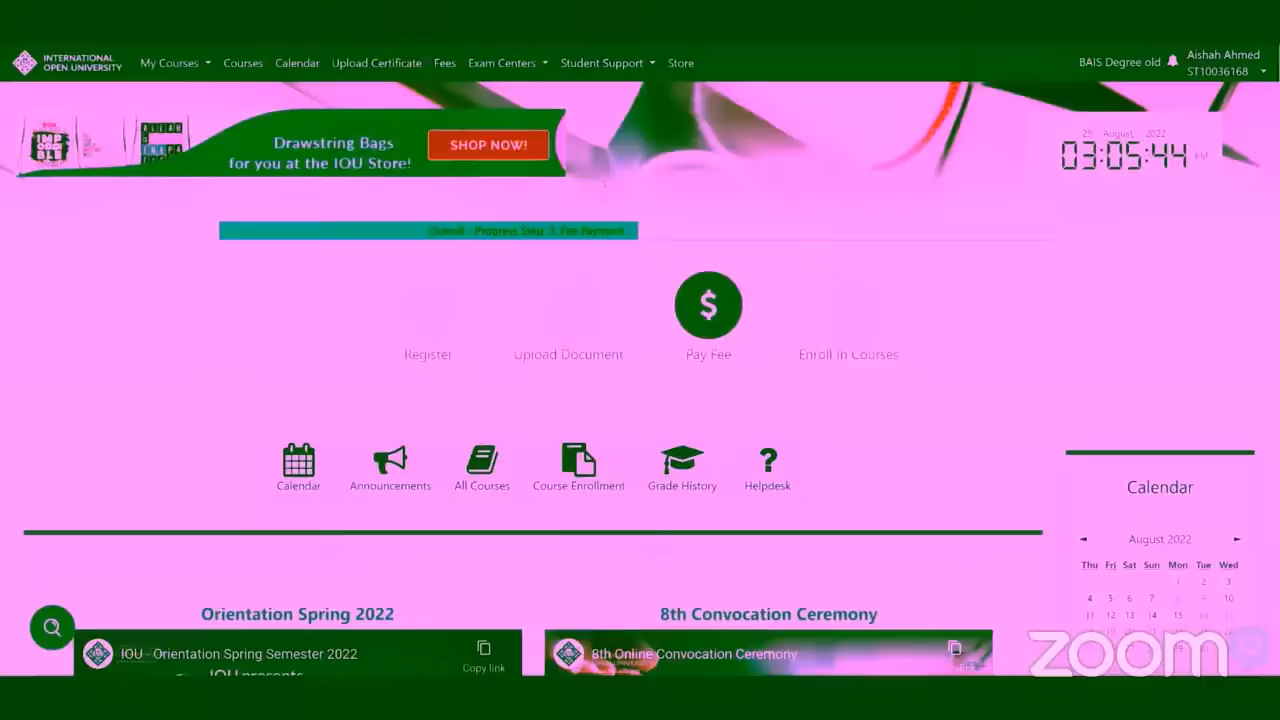 INTERNATIONAL
OPEN UNIVERSITY
My Courses
Courses
Calendar
Upload Certificate
Fees
Exam Centers
Student Support
Store
BAIS Degree old
Aishah Ahmed
ST10036168
Drawstring Bags
for you at the IOU Store!
SHOP NOW!
29 August, 2022
03:05:44 PM
Overall - Progress Step 3: Fee Payment
$
Register
Upload Document
Pay Fee
Enroll in Courses
Calendar
Announcements
All Courses
Course Enrollment
Grade History
?
Helpdesk
Calendar
◄ August 2022 ►
Thu Fri Sat Sun Mon Tue Wed
1 2 3
4 5 6 7 10
11 12 13 14 15
Orientation Spring 2022
IOU - Orientation Spring Semester 2022
Copy link
IOU presents
8th Convocation Ceremony
8th Online Convocation Ceremony
zoom